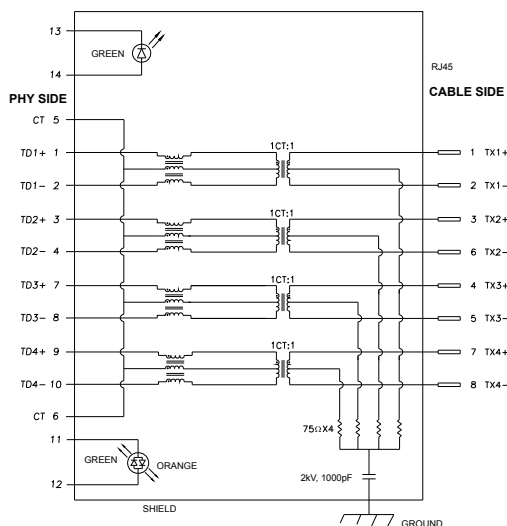 13
GREEN
14
RJ45
PHY SIDE
CABLE SIDE
CT 5
1CT:1
TD1+ 1
1 TX1+
TD1- 2
2 TX1-
1CT:1
TD2+ 3
3 TX2+
TD2- 4
6 TX2-
1CT:1
TD3+ 7
4 TX3+
TD3- 8
5 TX3-
1CT:1
TD4+ 9
7 TX4+
TD4- 10
8 TX4-
CT 6
75ΩX4
11
GREEN
ORANGE
12
2kV, 1000pF
SHIELD
GROUND